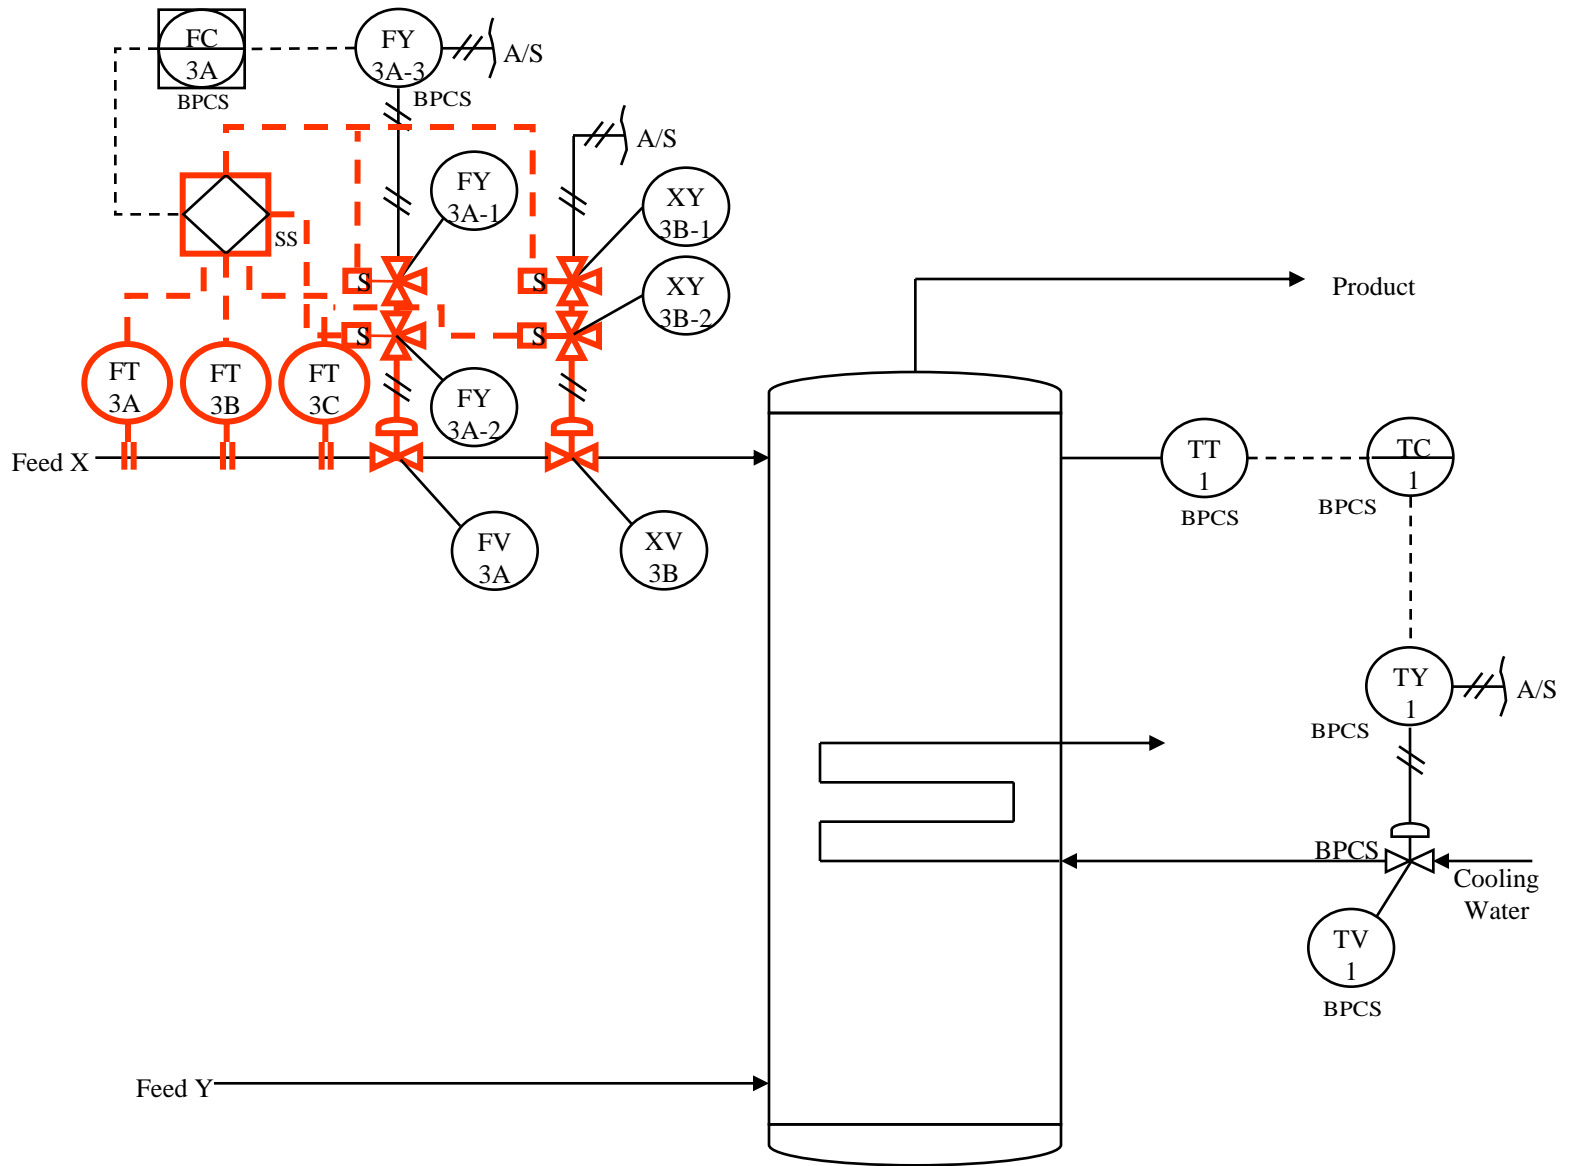 FC
3A
BPCS
FY
3A-3
BPCS
A/S
A/S
FY
3A-1
XY
3B-1
SS
S
S
XY
3B-2
Product
S
S
FT
3A
FT
3B
FT
3C
FY
3A-2
Feed X
TT
1
BPCS
TC
1
BPCS
FV
3A
XV
3B
TY
1
BPCS
A/S
BPCS
Cooling
Water
TV
1
BPCS
Feed Y